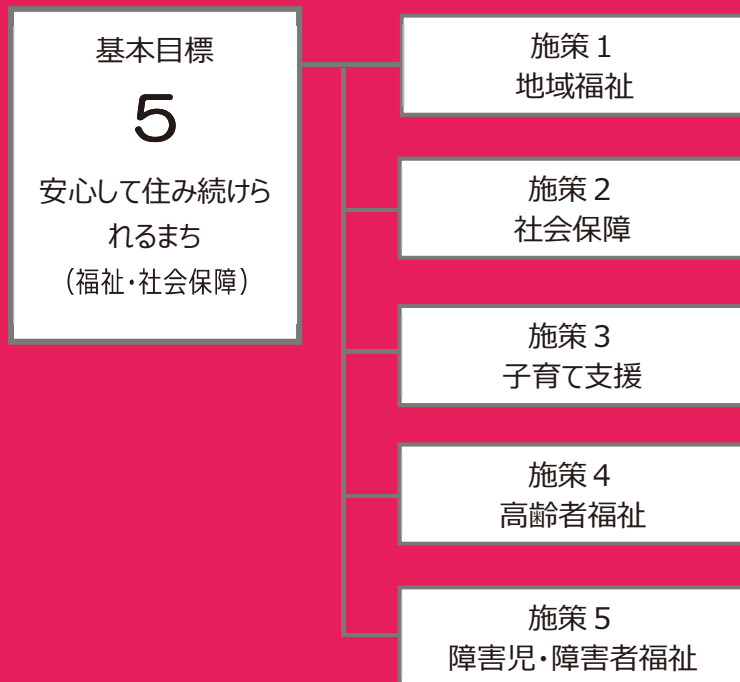 基本目標
5
安心して住み続けら
れるまち
（福祉・社会保障）
施策１
地域福祉
施策２
社会保障
施策３
子育て支援
施策４
高齢者福祉
施策５
障害児・障害者福祉